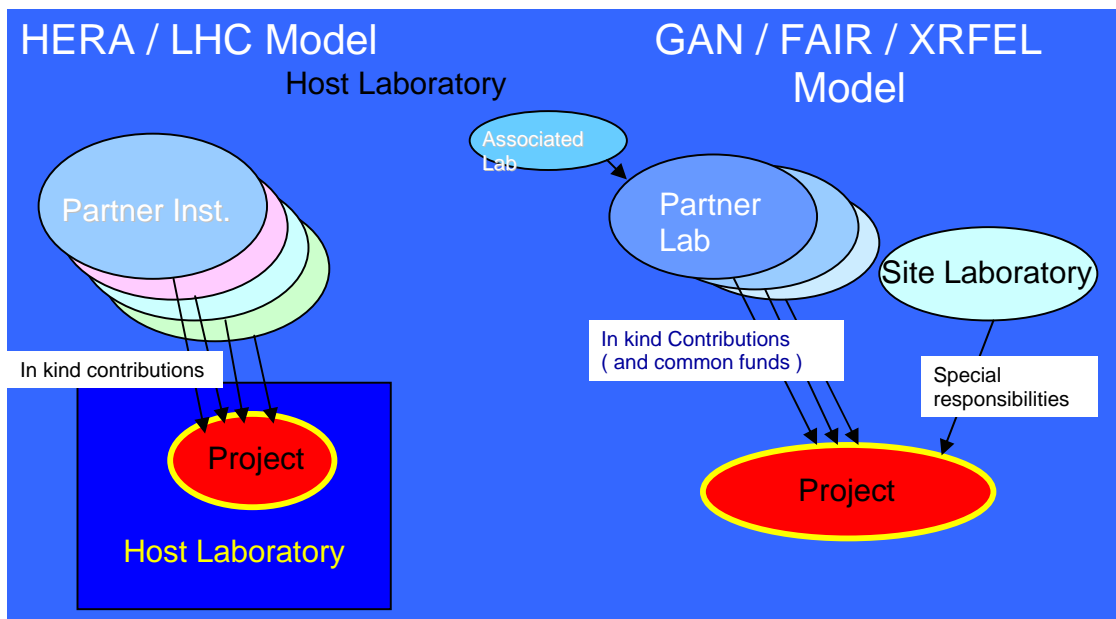 HERA / LHC Model
GAN / FAIR / XRFEL
Model
Host Laboratory
Associated
Lab
Partner Inst.
Partner
Lab
Site Laboratory
In kind contributions
In kind Contributions
( and common funds )
Special
responsibilities
Project
Project
Host Laboratory